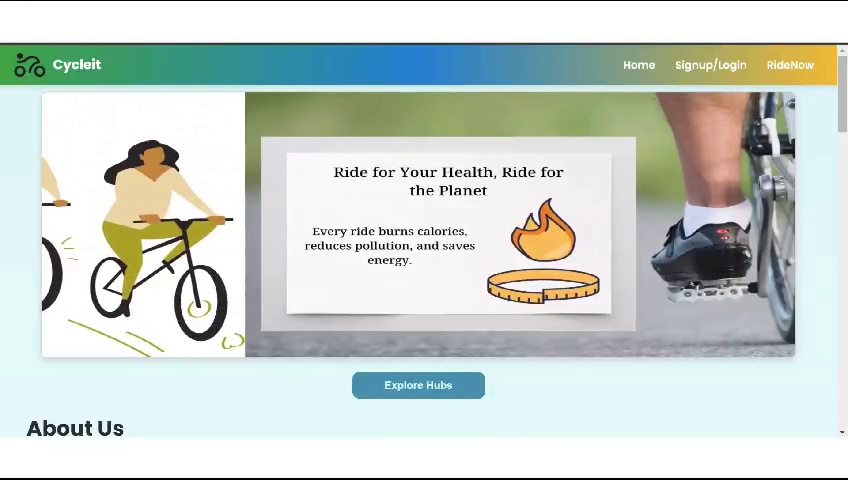 Cycleit
Home
Signup/Login
RideNow
Ride for Your Health, Ride for
the Planet
Every ride burns calories,
reduces pollution, and saves
energy.
Explore Hubs
About Us